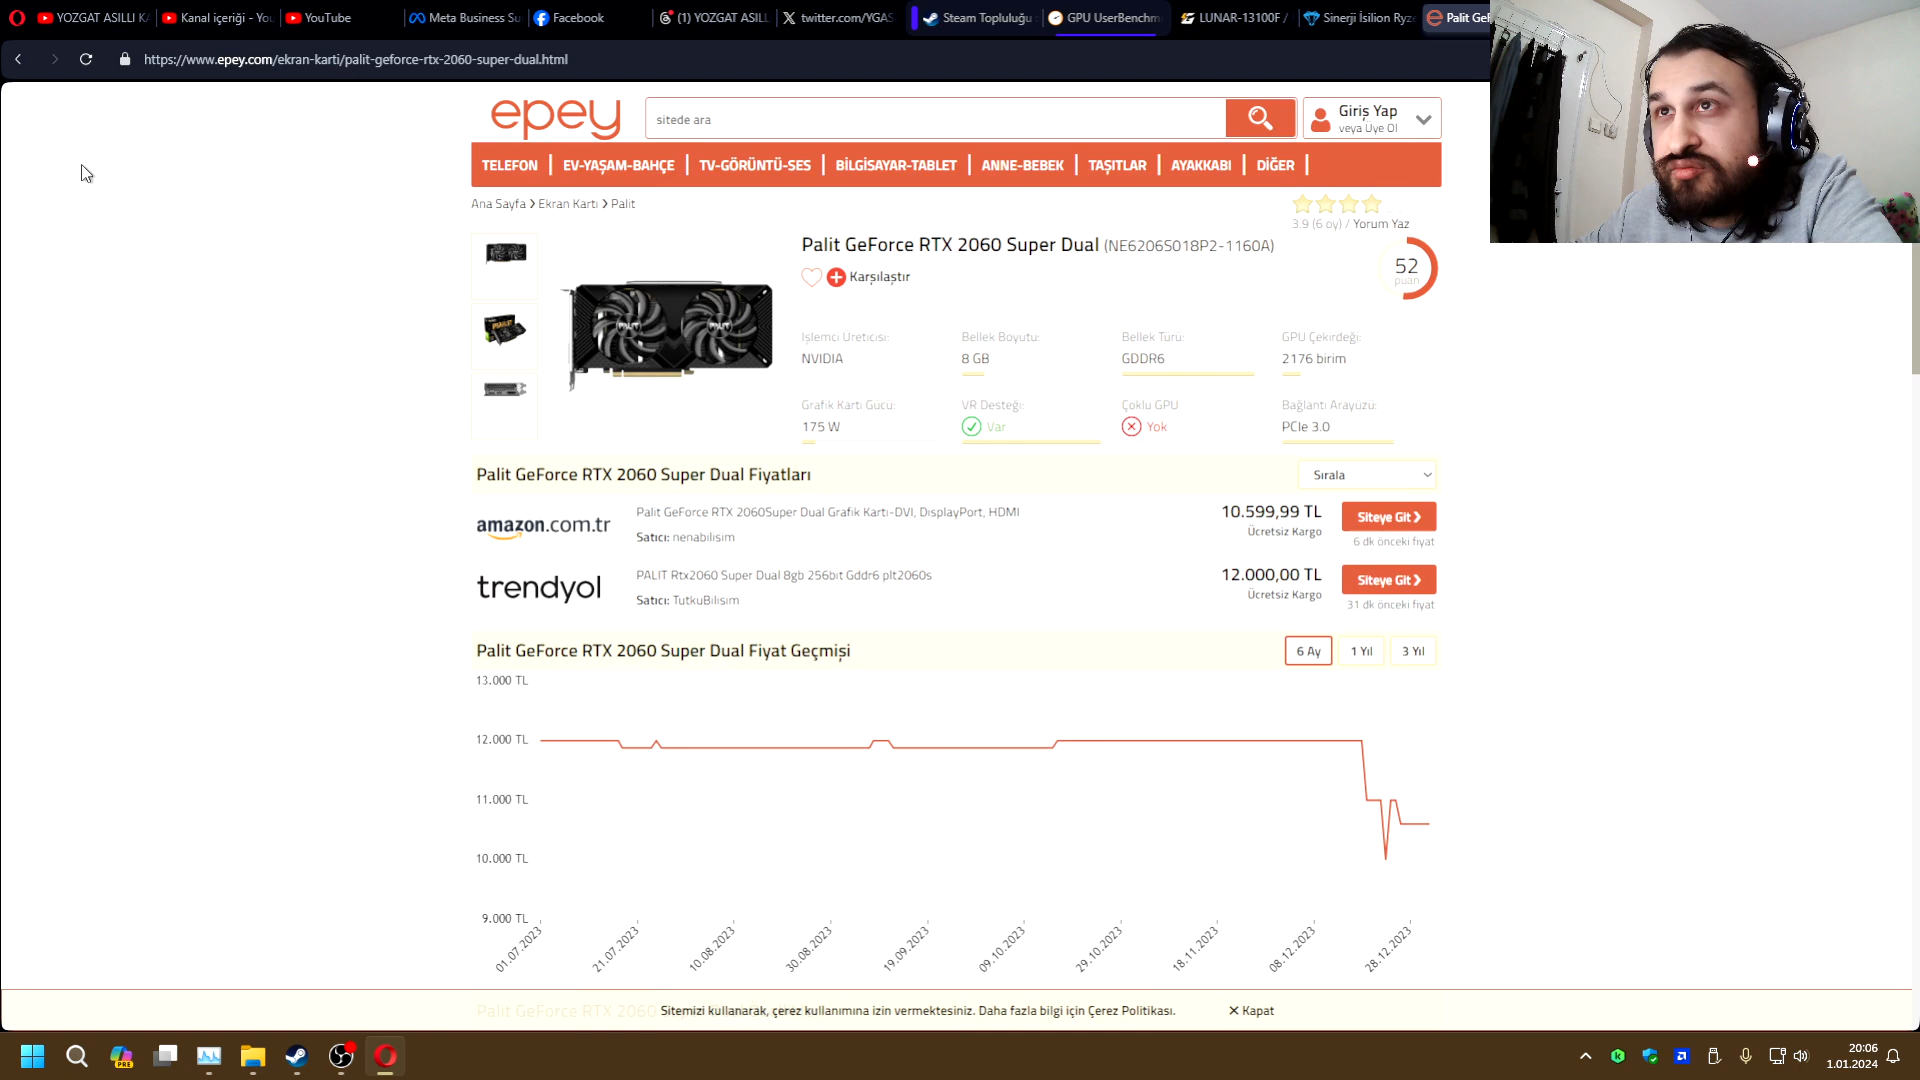 YOZGAT ASILLI KA
Kanal içeriği - You
YouTube
Meta Business Su
Facebook
(1) YOZGAT ASILL
twitter.com/YGAS
Steam Topluluğu
GPU UserBenchm
LUNAR-13100F /
Sinerji İsilion Ryze
Palit GeF
https://www.epey.com/ekran-karti/palit-geforce-rtx-2060-super-dual.html
epey
sitede ara
Giriş Yap
veya Üye Ol
TELEFON
EV-YAŞAM-BAHÇE
TV-GÖRÜNTÜ-SES
BİLGİSAYAR-TABLET
ANNE-BEBEK
TAŞITLAR
AYAKKABI
DİĞER
Ana Sayfa > Ekran Kartı > Palit
3.9 (6 oy) / Yorum Yaz
Palit GeForce RTX 2060 Super Dual (NE6206S018P2-1160A)
Karşılaştır
52
puan
İşlemci Üreticisi:
NVIDIA
Bellek Boyutu:
8 GB
Bellek Türü:
GDDR6
GPU Çekirdeği:
2176 birim
Grafik Kartı Gücü:
175 W
VR Desteği:
Var
Çoklu GPU
Yok
Bağlantı Arayüzü:
PCIe 3.0
Palit GeForce RTX 2060 Super Dual Fiyatları
Sırala
amazon.com.tr
Palit GeForce RTX 2060Super Dual Grafik Kartı-DVI, DisplayPort, HDMI
Satıcı: nenabilisim
10.599,99 TL
Ücretsiz Kargo
Siteye Git
6 dk önceki fiyat
trendyol
PALIT Rtx2060 Super Dual 8gb 256bit Gddr6 plt2060s
Satıcı: TutkuBilisim
12.000,00 TL
Ücretsiz Kargo
Siteye Git
31 dk önceki fiyat
Palit GeForce RTX 2060 Super Dual Fiyat Geçmişi
6 Ay
1 Yıl
3 Yıl
13.000 TL
12.000 TL
11.000 TL
10.000 TL
9.000 TL
01.07.2023
21.07.2023
10.08.2023
30.08.2023
19.09.2023
09.10.2023
29.10.2023
18.11.2023
08.12.2023
28.12.2023
Palit GeForce RTX 2060
Sitemizi kullanarak, çerez kullanımına izin vermektesiniz. Daha fazla bilgi için Çerez Politikası.
Kapat
PRE
20:06
1.01.2024